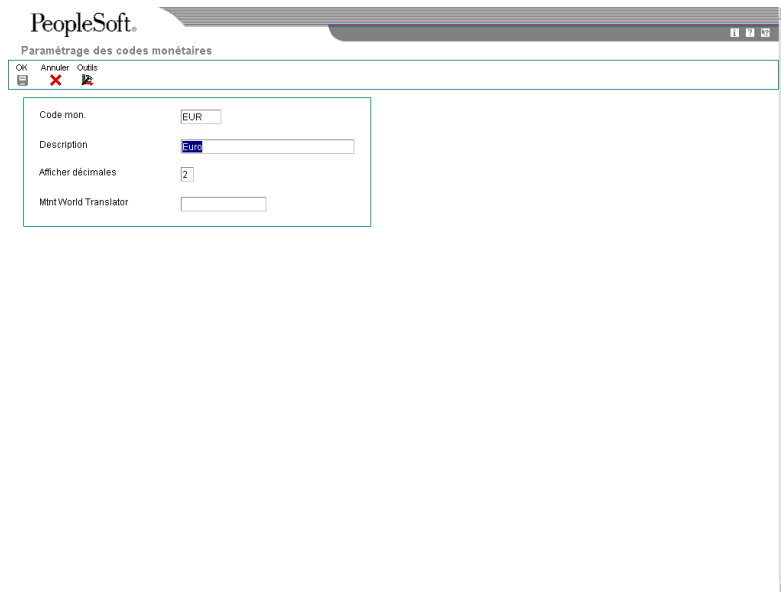 PeopleSoft®
Paramétrage des codes monétaires
OK Annuler Outils
Code mon. EUR
Description Euro
Afficher décimales 2
Mtnt World Translator